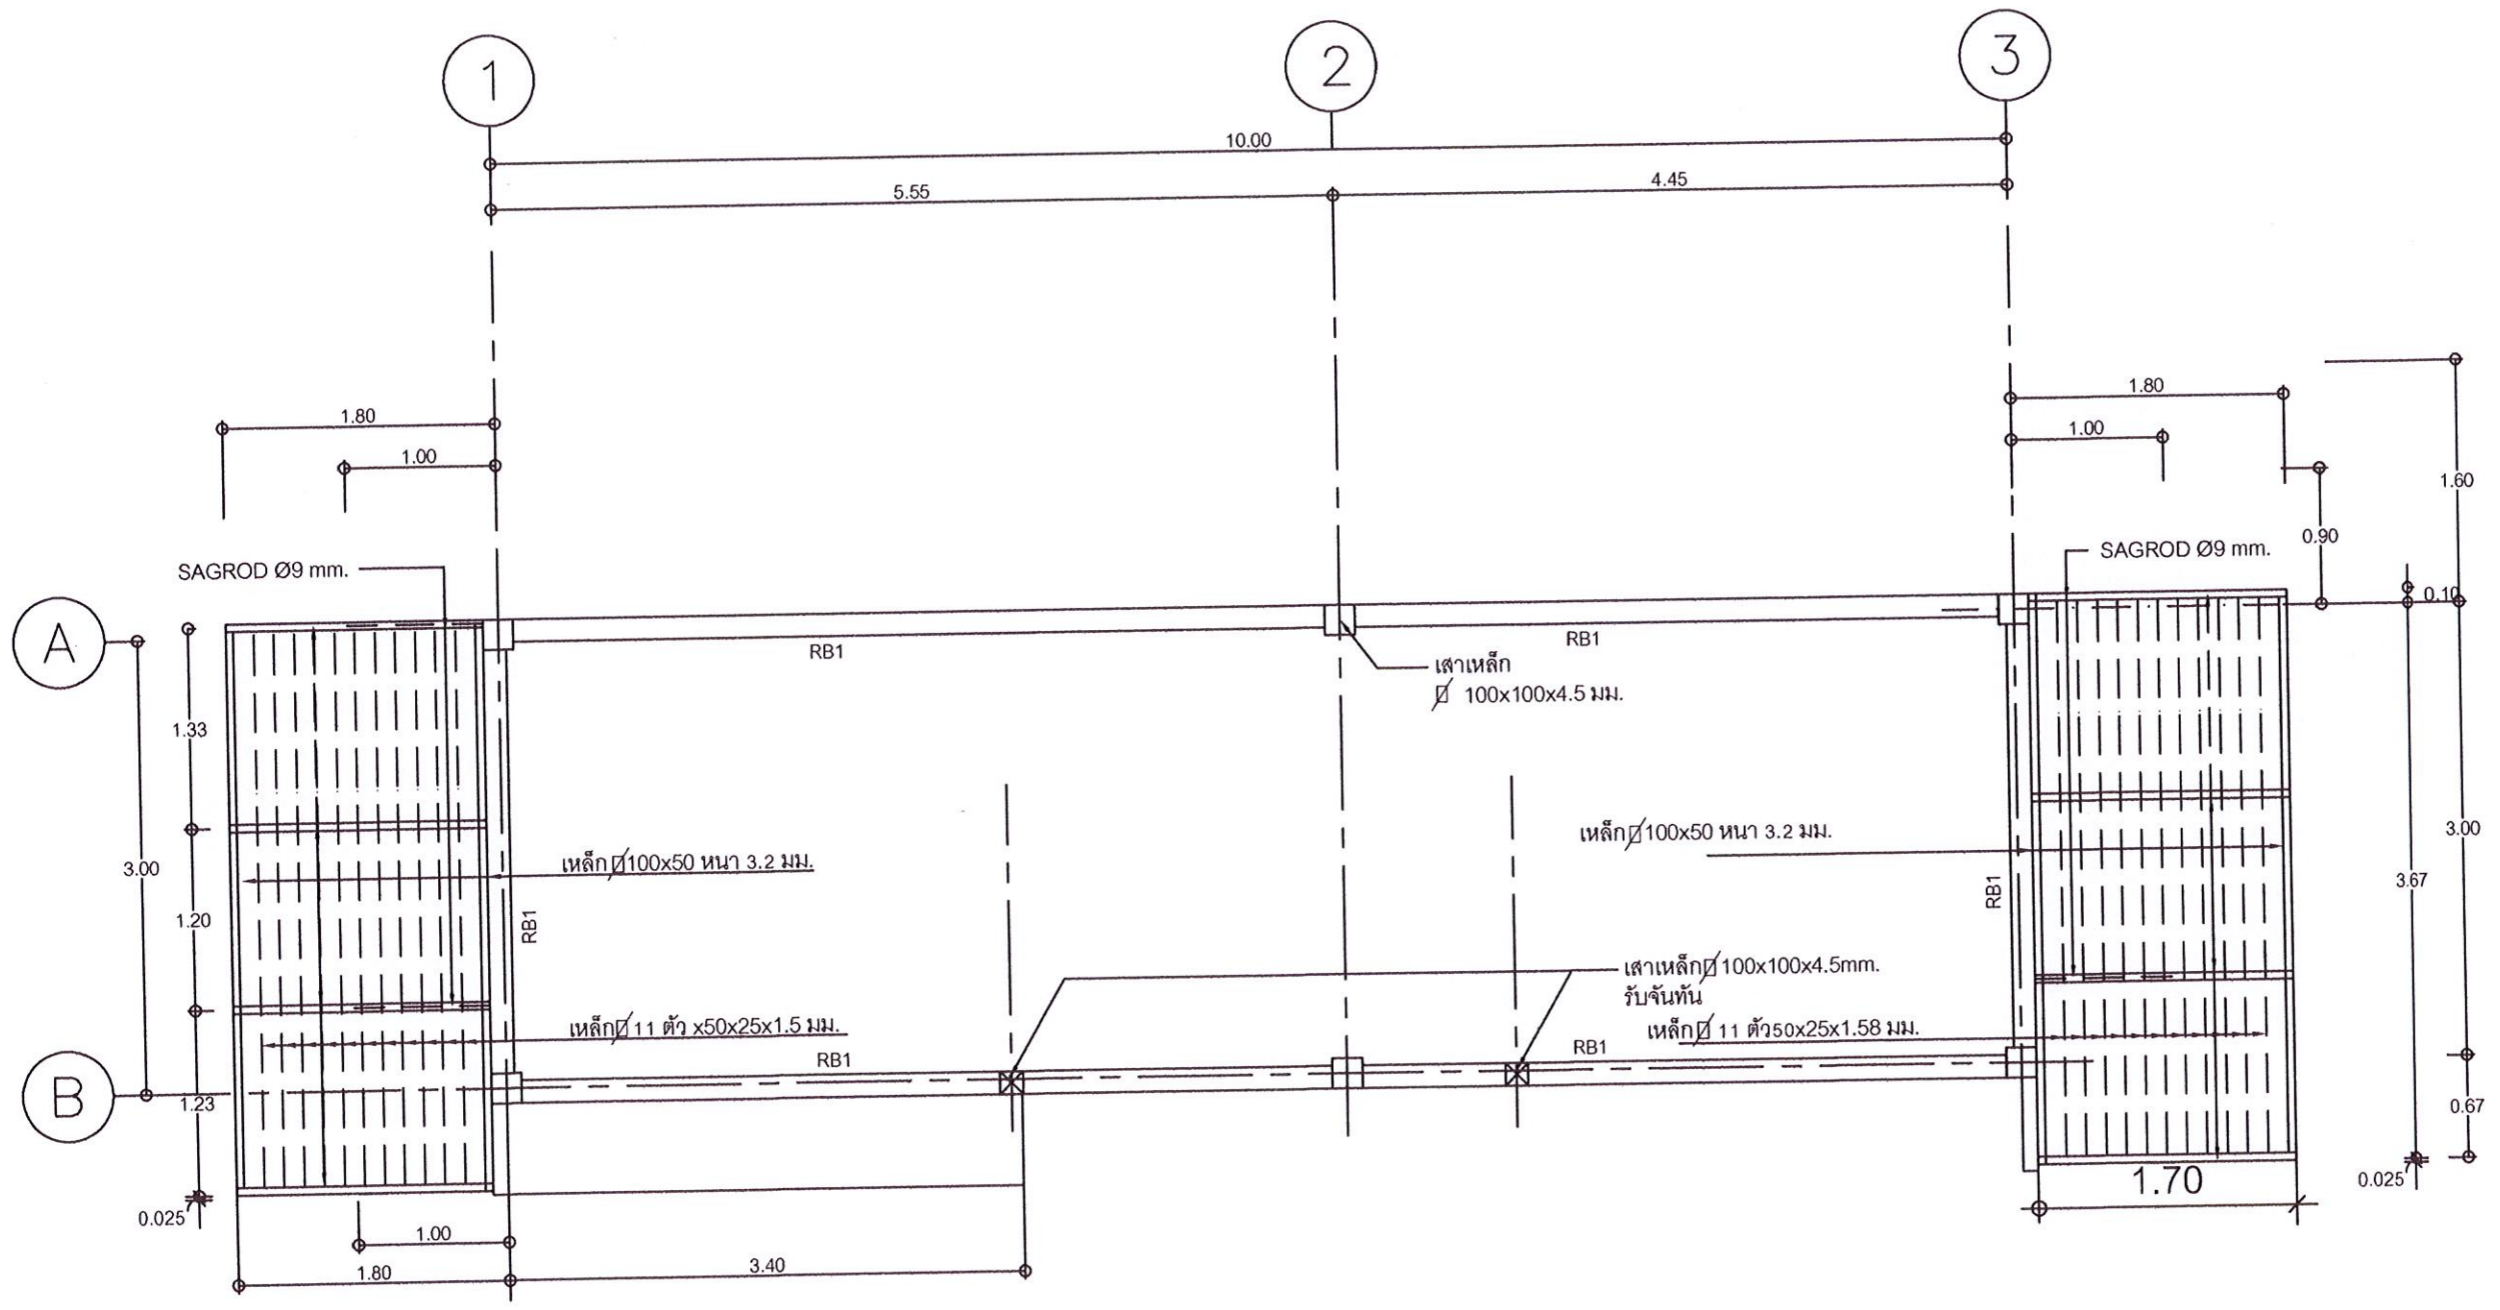 1
2
3
10.00
5.55
4.45
1.80
1.00
1.80
1.00
1.60
0.90
SAGROD Ø9 mm.
SAGROD Ø9 mm.
0.10
A
RB1
RB1
เสาเหล็ก
100x100x4.5 มม.
1.33
เหล็ก 100x50 หนา 3.2 มม.
เหล็ก 100x50 หนา 3.2 มม.
3.00
3.00
3.67
1.20
RB1
RB1
เสาเหล็ก 100x100x4.5mm.
รับจันทัน
เหล็ก 11 ตัว x50x25x1.5 มม.
เหล็ก 11 ตัว50x25x1.58 มม.
RB1
RB1
B
1.23
0.67
0.025
0.025
1.70
1.00
1.80
3.40